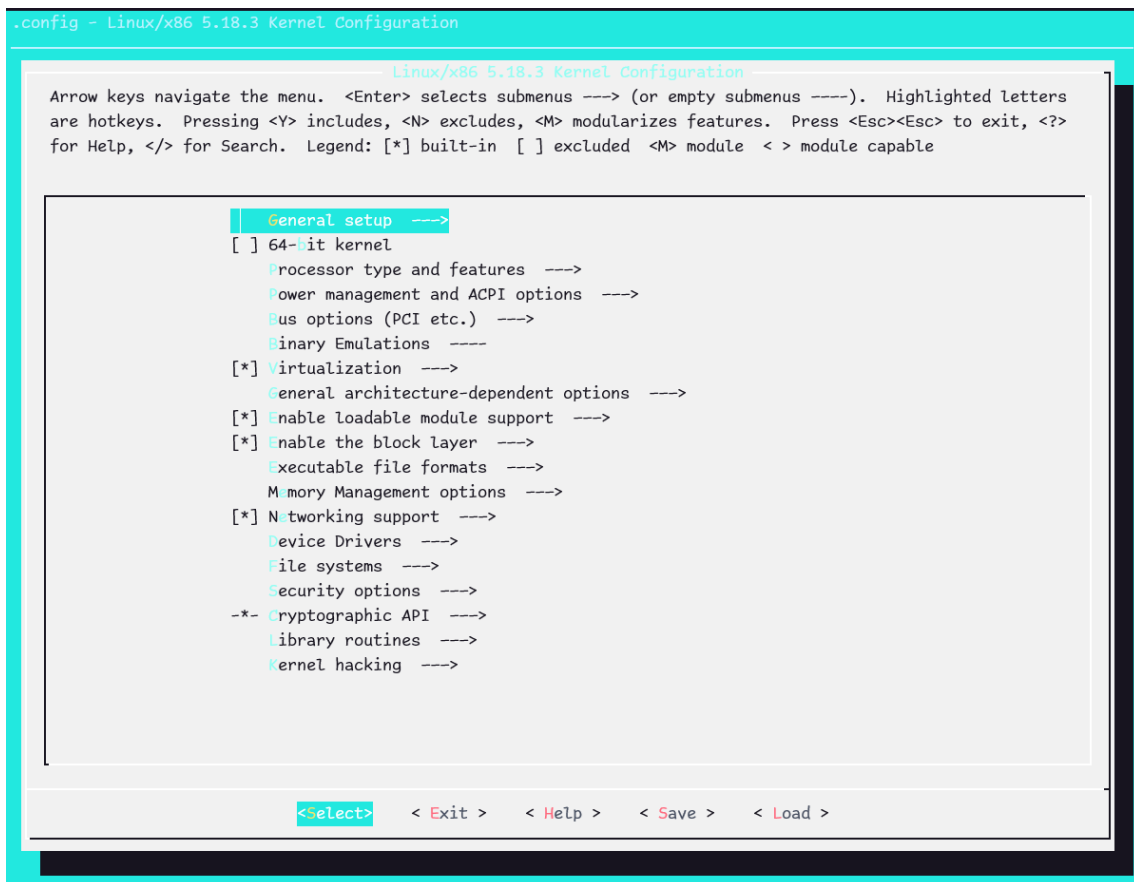 .config - Linux/x86 5.18.3 Kernel Configuration
Linux/x86 5.18.3 Kernel Configuration
Arrow keys navigate the menu.  <Enter> selects submenus ---> (or empty submenus ----).  Highlighted letters
are hotkeys.  Pressing <Y> includes, <N> excludes, <M> modularizes features.  Press <Esc><Esc> to exit, <?>
for Help, </> for Search.  Legend: [*] built-in  [ ] excluded  <M> module  < > module capable
General setup  --->
[ ] 64-bit kernel
Processor type and features  --->
Power management and ACPI options  --->
Bus options (PCI etc.)  --->
Binary Emulations  ----
[*] Virtualization  --->
General architecture-dependent options  --->
[*] Enable loadable module support  --->
[*] Enable the block layer  --->
Executable file formats  --->
Memory Management options  --->
[*] Networking support  --->
Device Drivers  --->
File systems  --->
Security options  --->
-*- Cryptographic API  --->
Library routines  --->
Kernel hacking  --->
<Select>    < Exit >    < Help >    < Save >    < Load >